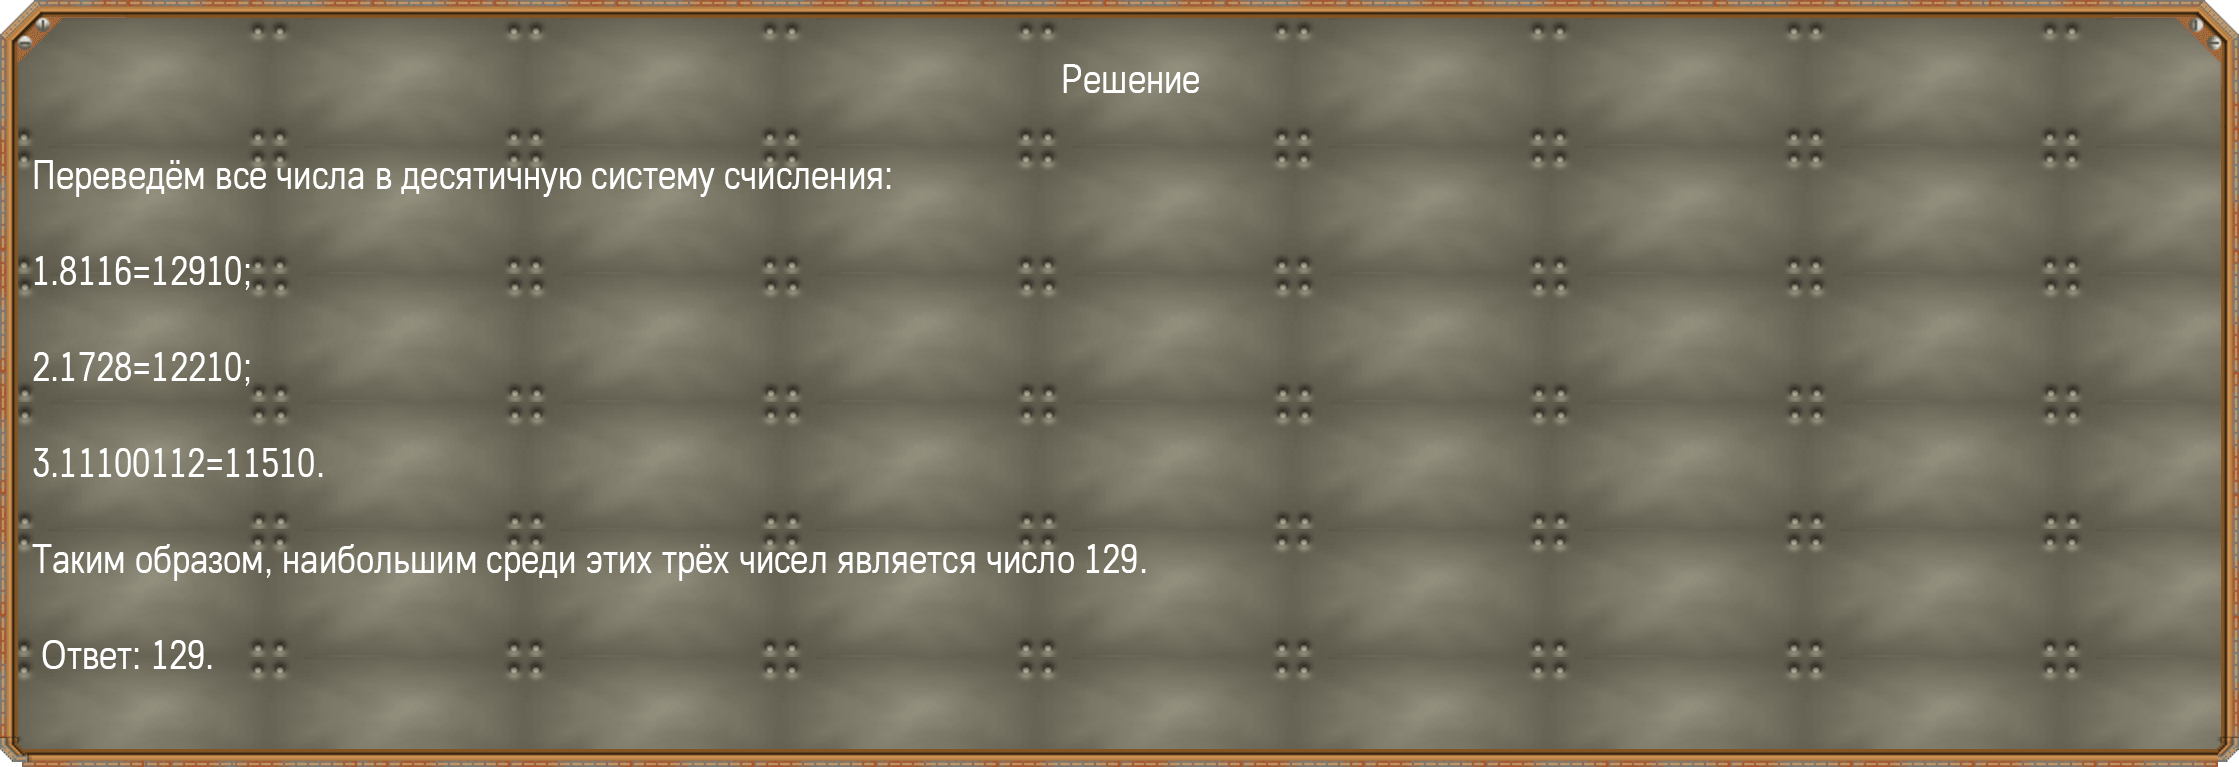 Решение
Переведём все числа в десятичную систему счисления:
1.8116=12910;
2.1728=12210;
3.11100112=11510.
Таким образом, наибольшим среди этих трёх чисел является число 129.
Ответ: 129.